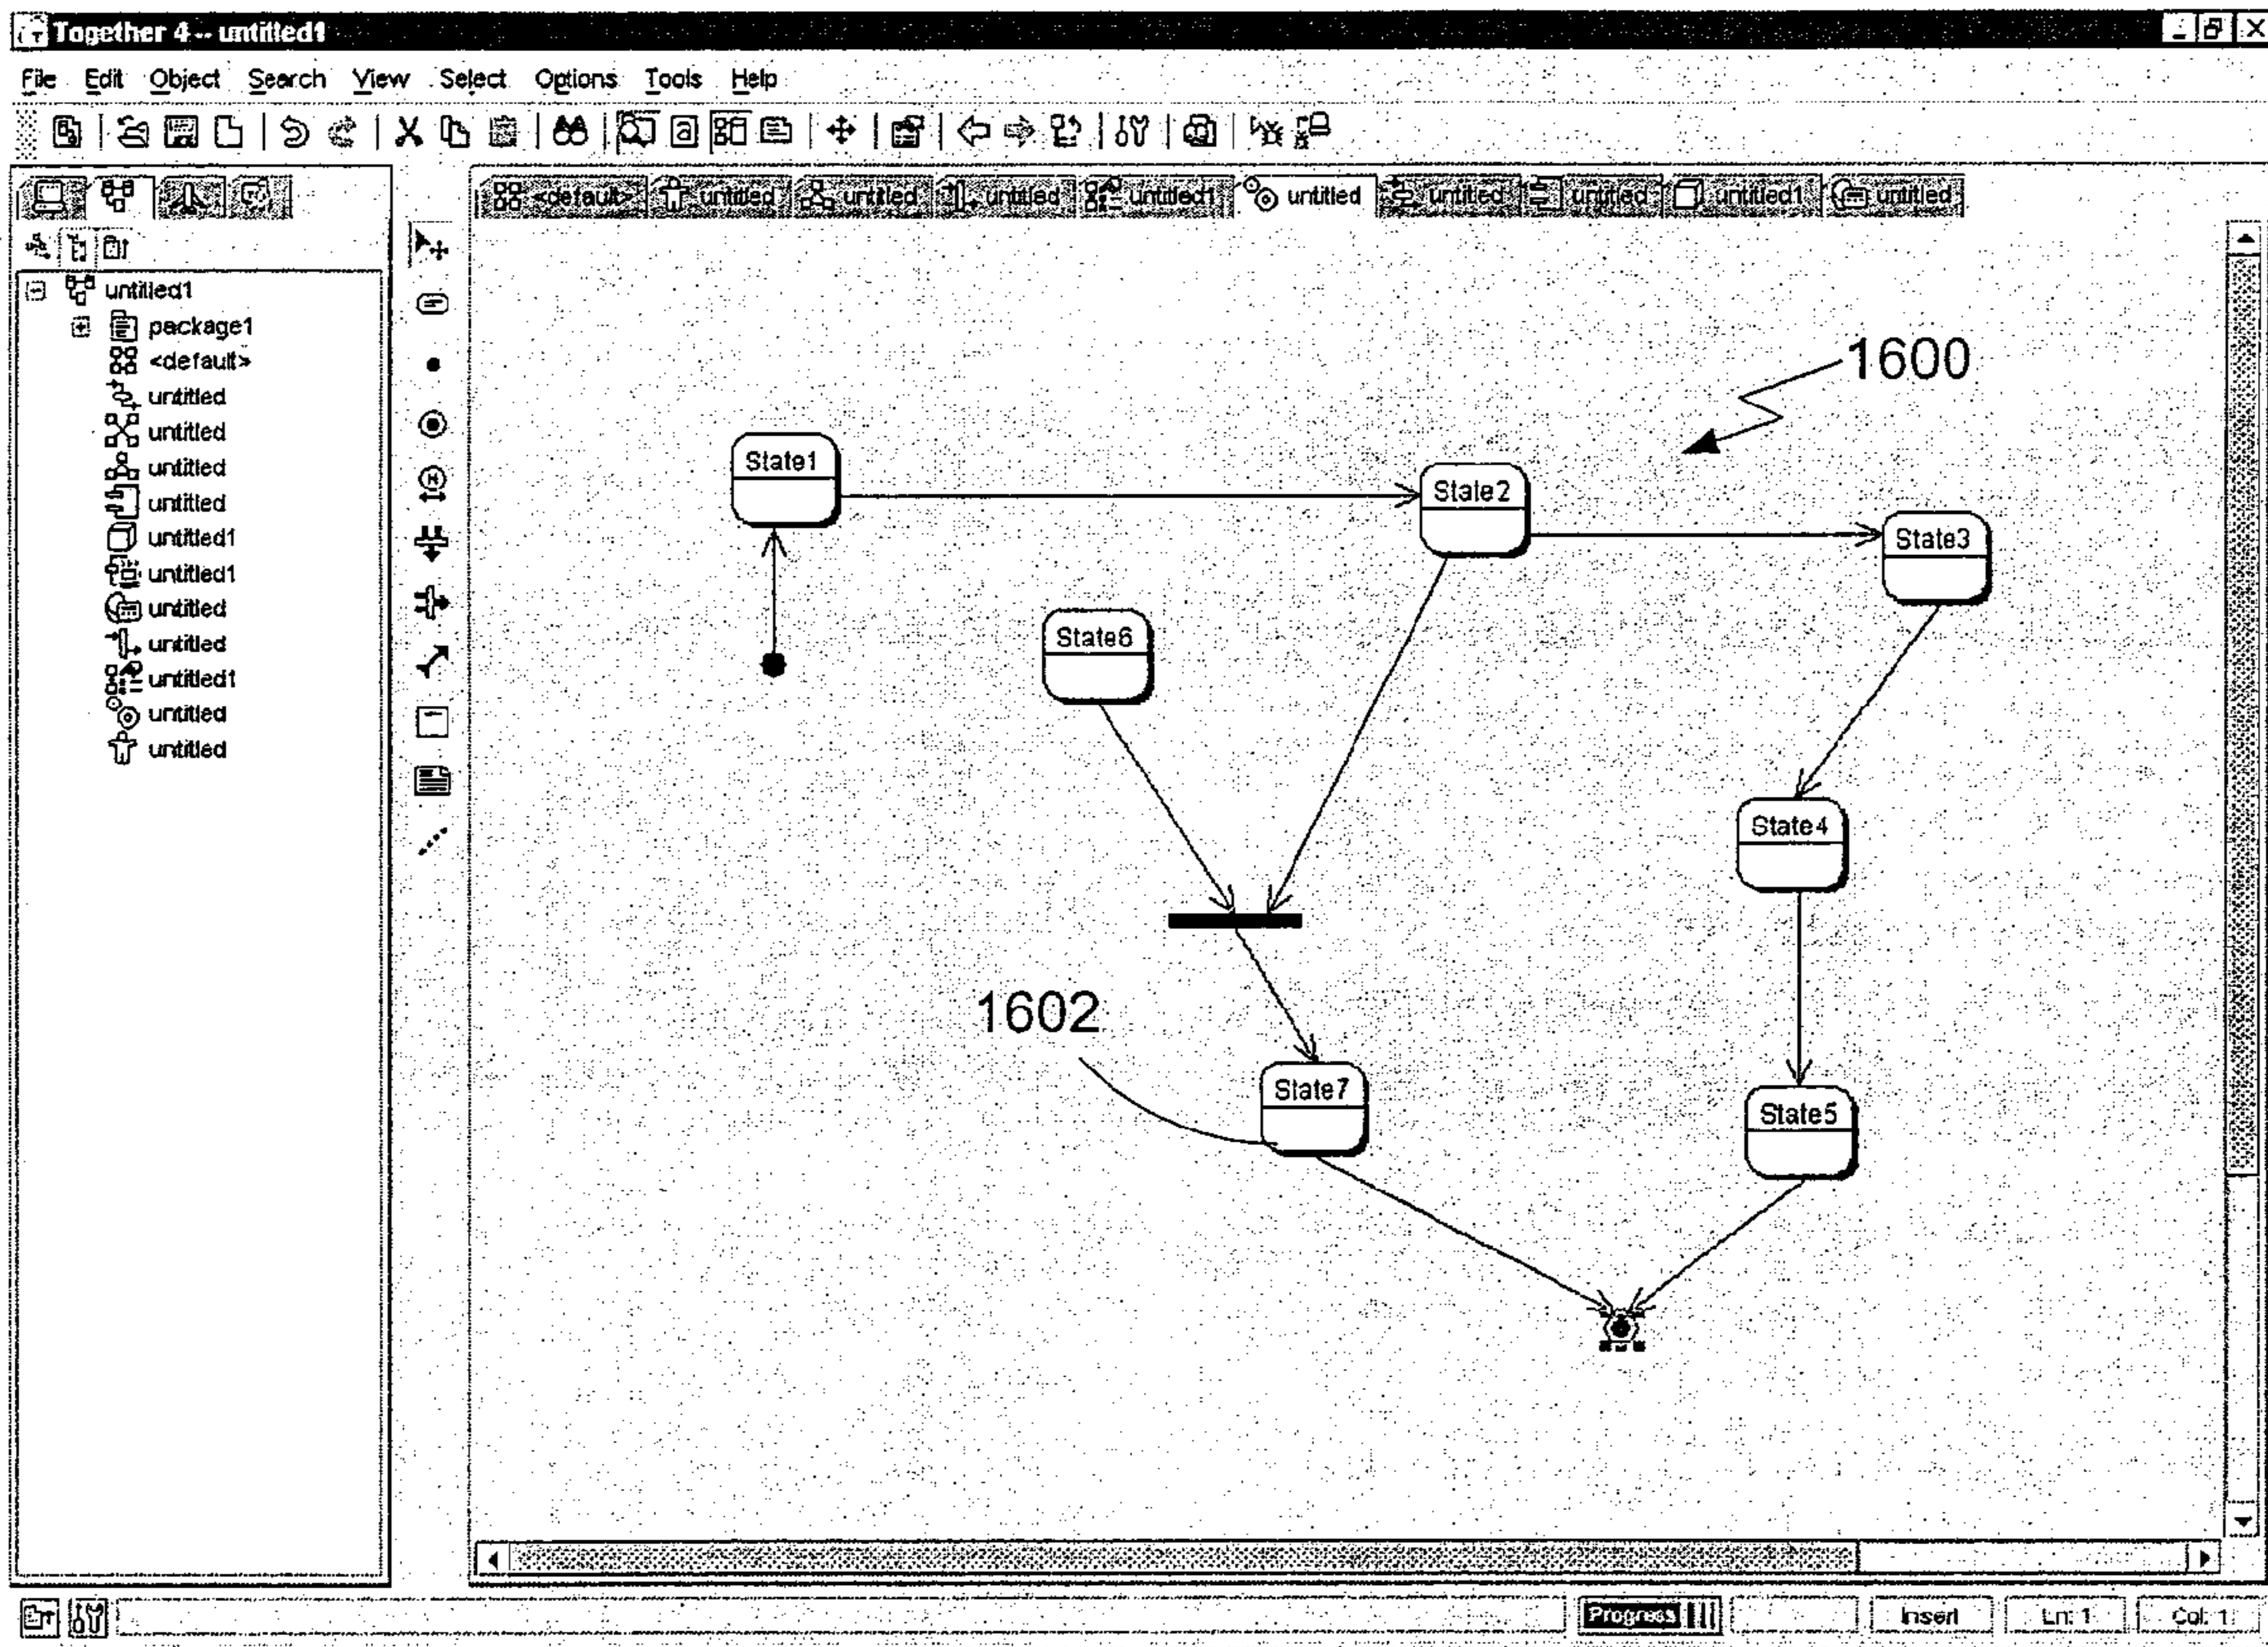 Together 4 -- untitled1
File Edit Object Search View Select Options Tools Help
<default> untitled untitled untitled untitled1 untitled untitled untitled untitled1 untitled
untitled1
package1
<default>
untitled
untitled
untitled
untitled
untitled1
untitled1
untitled
untitled
untitled1
untitled
untitled
1600
State1
State2
State3
State6
State4
1602
State7
State5
Progress Insert Ln: 1 Col: 1